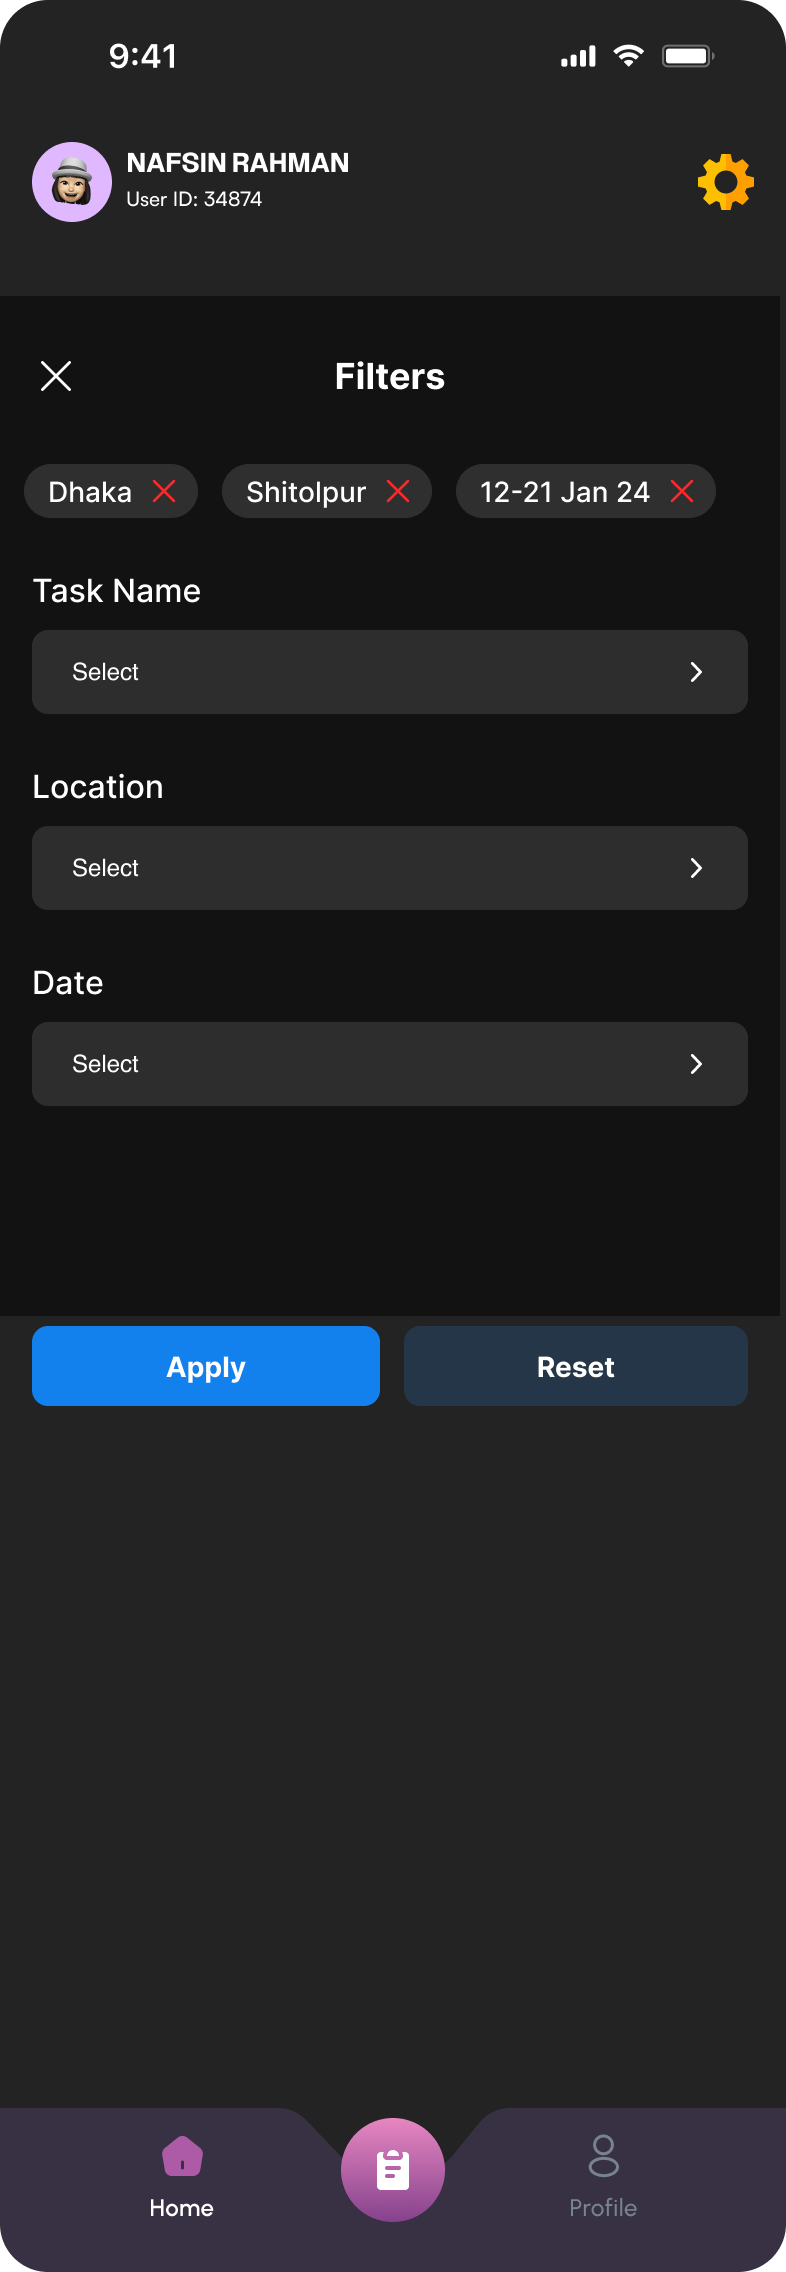 9:41
NAFSIN RAHMAN
User ID: 34874
Filters
Dhaka
Shitolpur
12-21 Jan 24
Task Name
Select
Location
Select
Date
Select
Apply
Reset
Home
Profile